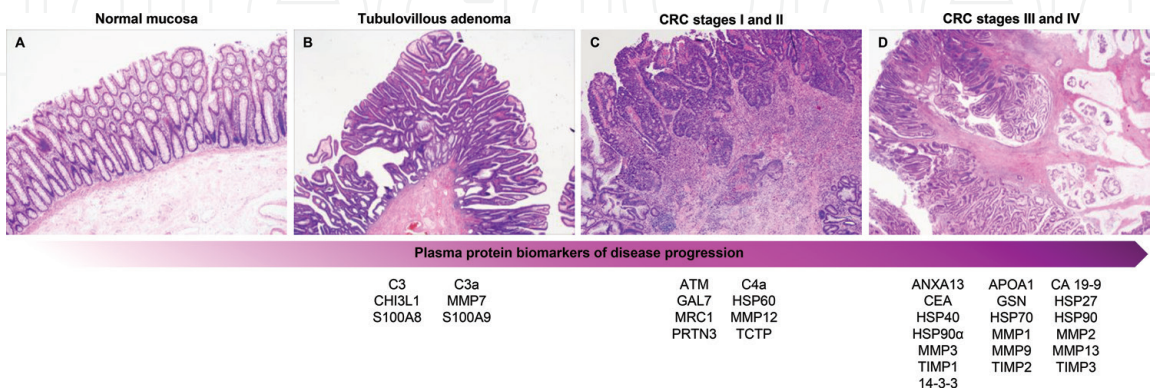 Normal mucosa
Tubulovillous adenoma
CRC stages I and II
CRC stages III and IV
A
B
C
D
Plasma protein biomarkers of disease progression
C3 C3a
CHI3L1 MMP7
S100A8 S100A9
ATM C4a
GAL7 HSP60
MRC1 MMP12
PRTN3 TCTP
ANXA13 APOA1 CA 19-9
CEA GSN HSP27
HSP40 HSP70 HSP90
HSP90α MMP1 MMP2
MMP3 MMP9 MMP13
TIMP1 TIMP2 TIMP3
14-3-3